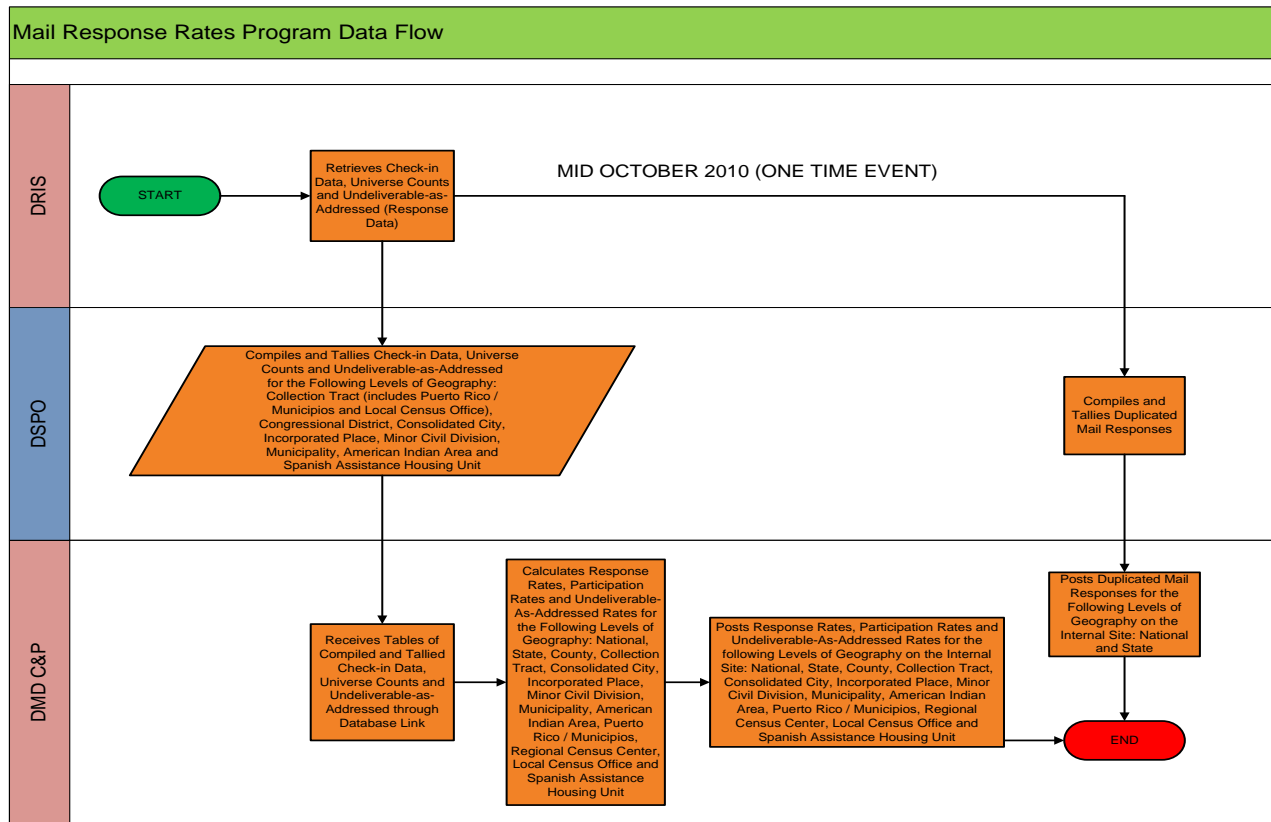 Mail Response Rates Program Data Flow
DRIS
START
Retrieves Check-in
Data, Universe Counts
and Undeliverable-as-
Addressed (Response
Data)
MID OCTOBER 2010 (ONE TIME EVENT)
DSPO
Compiles and Tallies Check-in Data, Universe
Counts and Undeliverable-as-Addressed
for the Following Levels of Geography:
Collection Tract (includes Puerto Rico /
Municipios and Local Census Office),
Congressional District, Consolidated City,
Incorporated Place, Minor Civil Division,
Municipality, American Indian Area and
Spanish Assistance Housing Unit
Compiles and
Tallies Duplicated
Mail Responses
DMD C&P
Receives Tables of
Compiled and Tallied
Check-in Data,
Universe Counts and
Undeliverable-as-
Addressed through
Database Link
Calculates Response
Rates, Participation
Rates and Undeliverable-
As-Addressed Rates for
the Following Levels of
Geography: National,
State, County, Collection
Tract, Consolidated City,
Incorporated Place,
Minor Civil Division,
Municipality, American
Indian Area, Puerto
Rico / Municipios,
Regional Census Center,
Local Census Office and
Spanish Assistance
Housing Unit
Posts Response Rates, Participation Rates and
Undeliverable-As-Addressed Rates for the
following Levels of Geography on the Internal
Site: National, State, County, Collection Tract,
Consolidated City, Incorporated Place, Minor
Civil Division, Municipality, American Indian
Area, Puerto Rico / Municipios, Regional
Census Center, Local Census Office and
Spanish Assistance Housing Unit
Posts Duplicated Mail
Responses for the
Following Levels of
Geography on the
Internal Site: National
and State
END